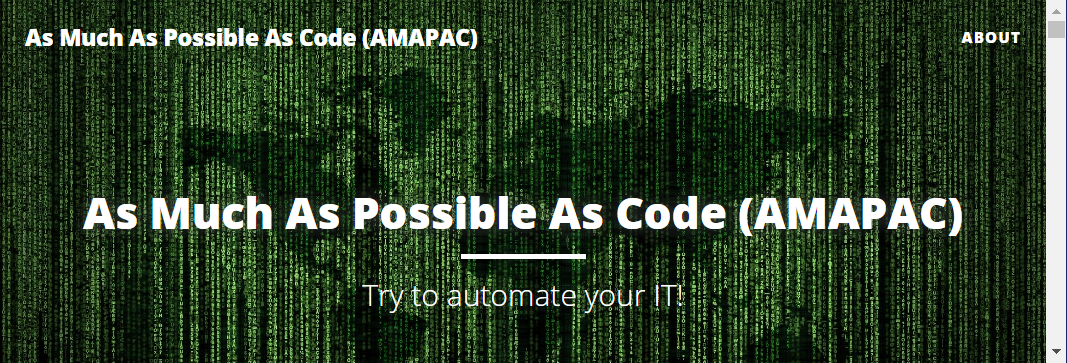 As Much As Possible As Code (AMAPAC)
ABOUT
As Much As Possible As Code (AMAPAC)
Try to automate your IT!